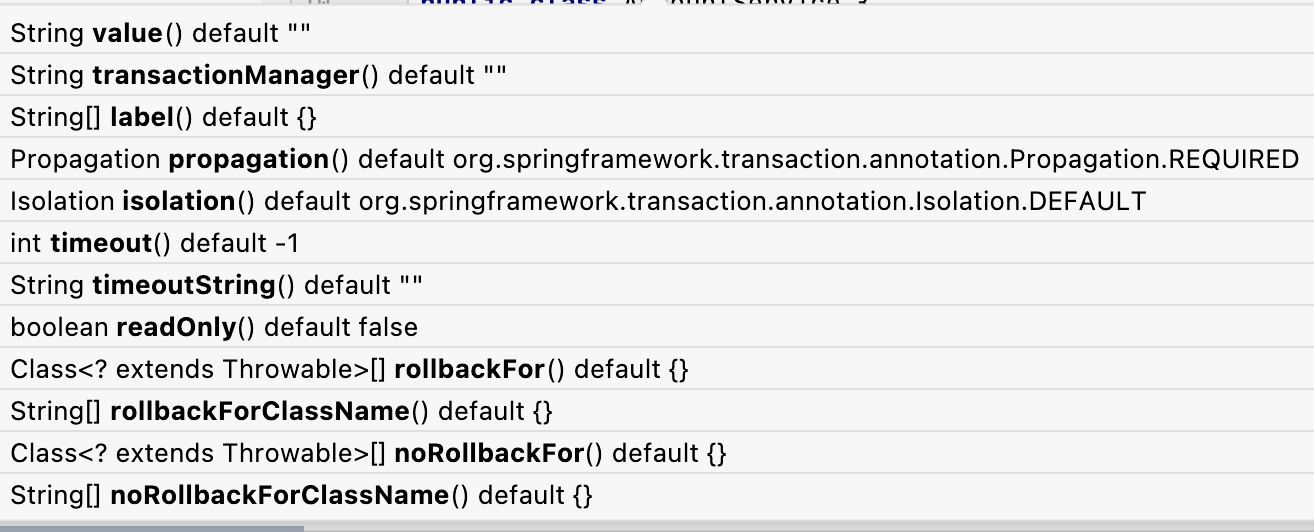 public class
String value() default ""
String transactionManager() default ""
String[] label() default {}
Propagation propagation() default org.springframework.transaction.annotation.Propagation.REQUIRED
Isolation isolation() default org.springframework.transaction.annotation.Isolation.DEFAULT
int timeout() default -1
String timeoutString() default ""
boolean readOnly() default false
Class<? extends Throwable>[] rollbackFor() default {}
String[] rollbackForClassName() default {}
Class<? extends Throwable>[] noRollbackFor() default {}
String[] noRollbackForClassName() default {}